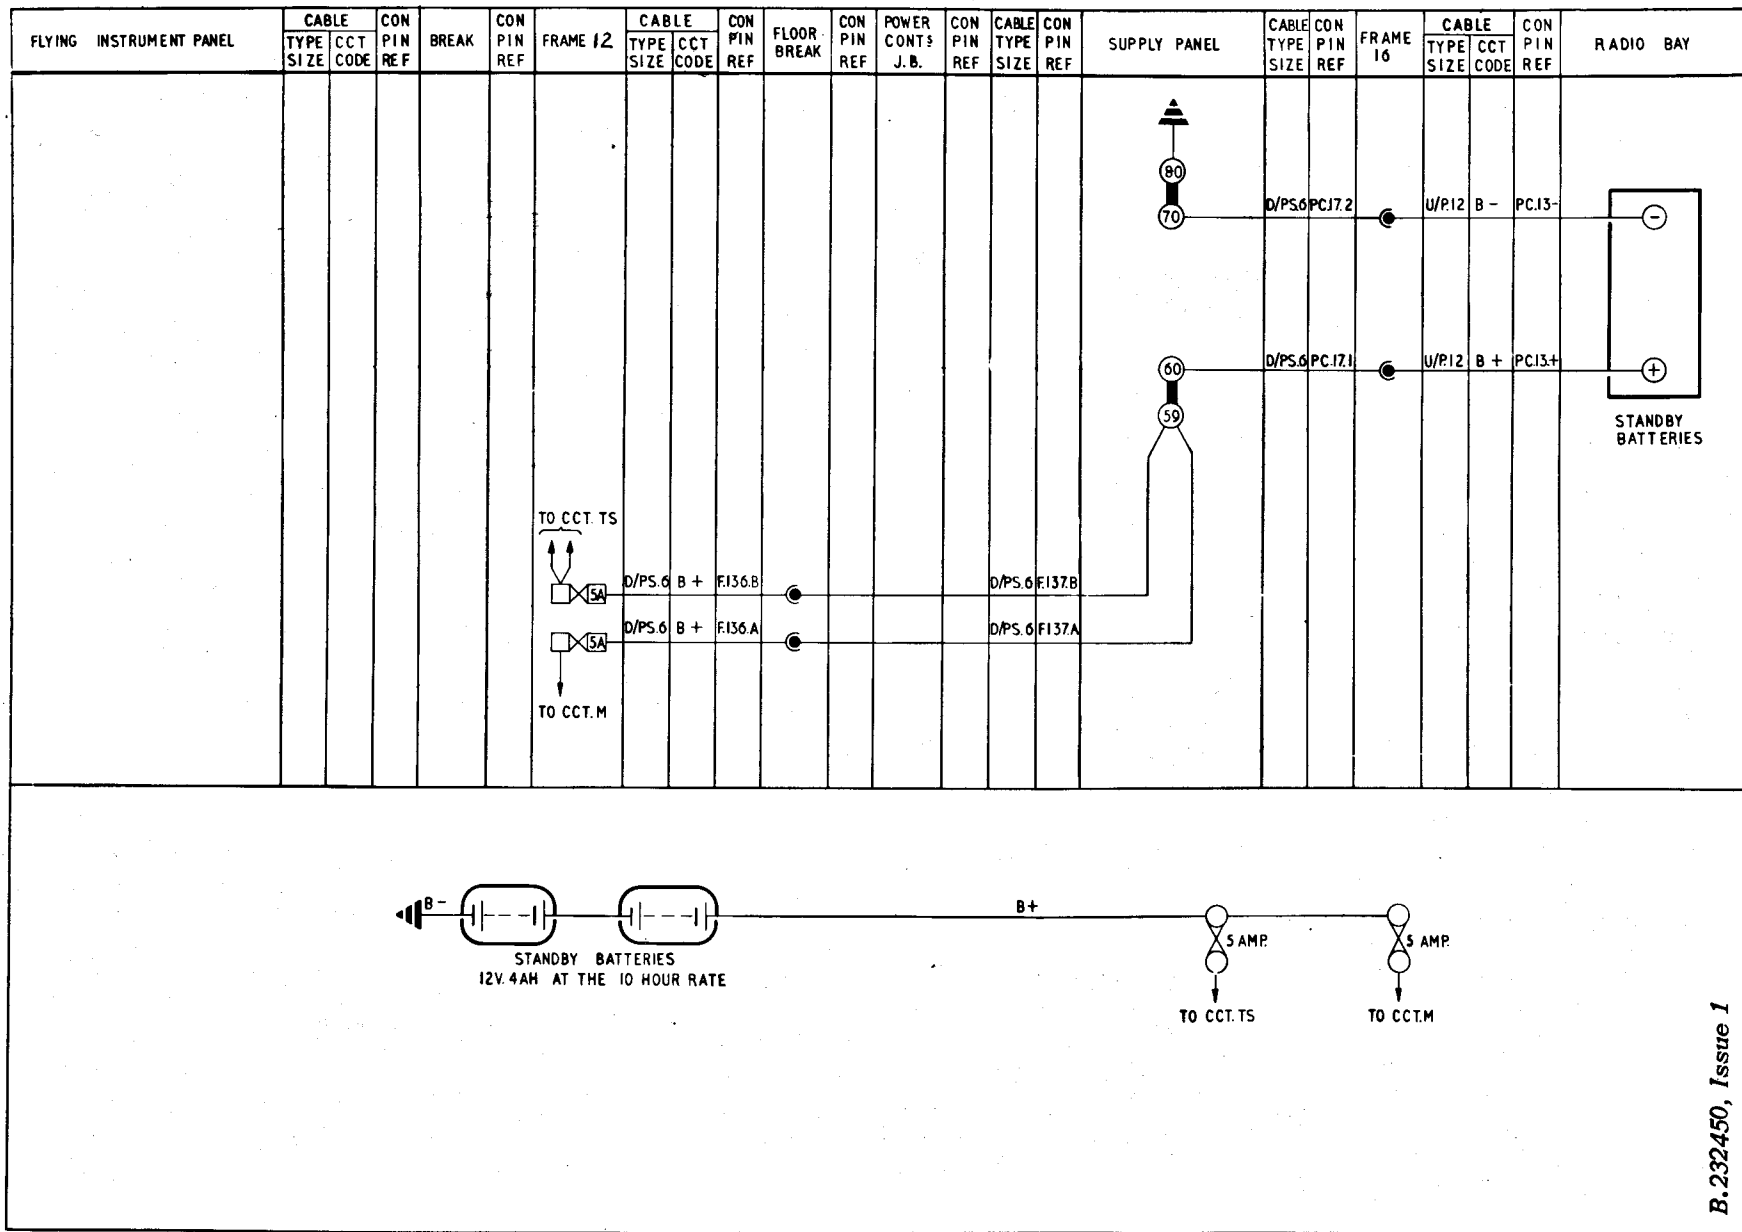 FLYING INSTRUMENT PANEL
CABLE
TYPE SIZE
CCT CODE
CON PIN REF
BREAK
CON PIN REF
FRAME 12
CABLE
TYPE SIZE
CCT CODE
CON PIN REF
FLOOR BREAK
CON PIN REF
POWER CONTS J.B.
CON PIN REF
CABLE TYPE SIZE
CON PIN REF
SUPPLY PANEL
CABLE TYPE SIZE
CON PIN REF
FRAME 16
CABLE
TYPE SIZE
CCT CODE
CON PIN REF
RADIO BAY
80
70
D/PS.6
PC.17.2
U/P.12
B -
PC.13-
-
60
D/PS.6
PC.17.1
U/P.12
B +
PC.13.+
+
59
STANDBY
BATTERIES
TO CCT. TS
5A
D/PS.6
B +
F.136.B
D/PS.6
F.137.B
5A
D/PS.6
B +
F.136.A
D/PS.6
F137.A
TO CCT. M
B -
B+
5 AMP.
5 AMP.
STANDBY BATTERIES
12V. 4AH AT THE 10 HOUR RATE
TO CCT. TS
TO CCT.M
B.232450, Issue 1